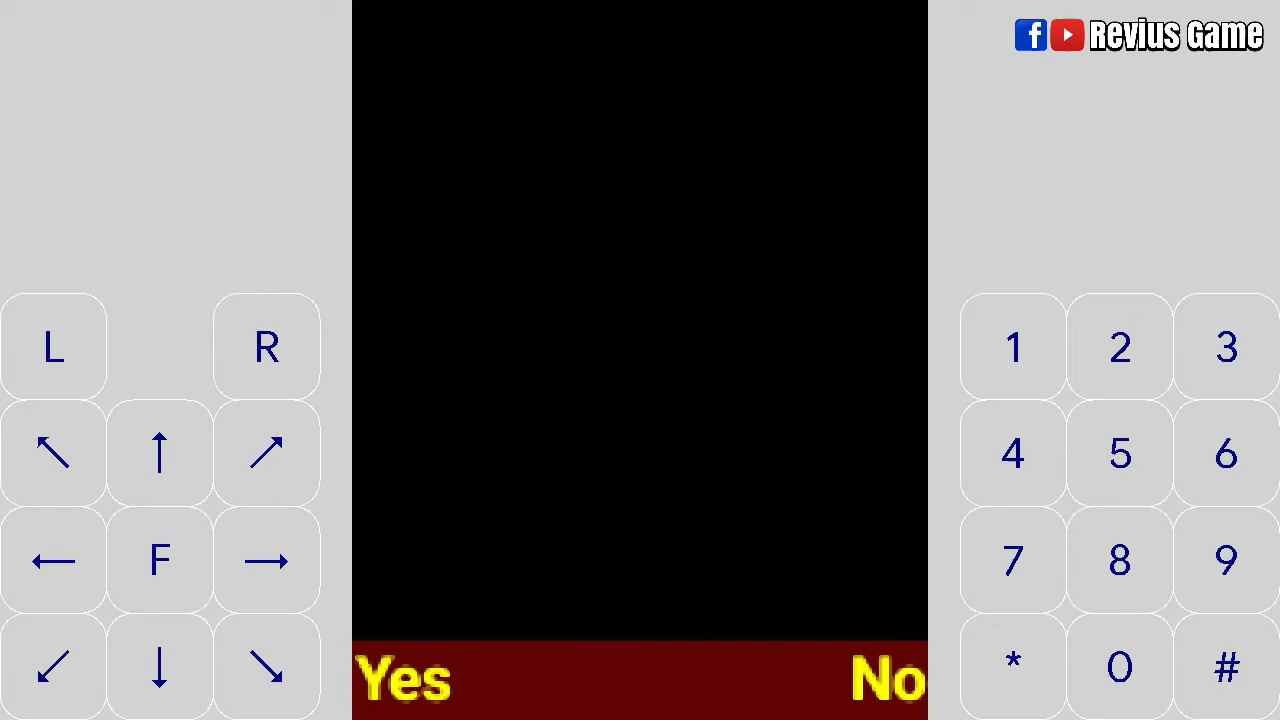 Revius Game
L R 1 2 3
↖ ↑ ↗ 4 5 6
← F → 7 8 9
↙ ↓ ↘ * 0 #
Yes No